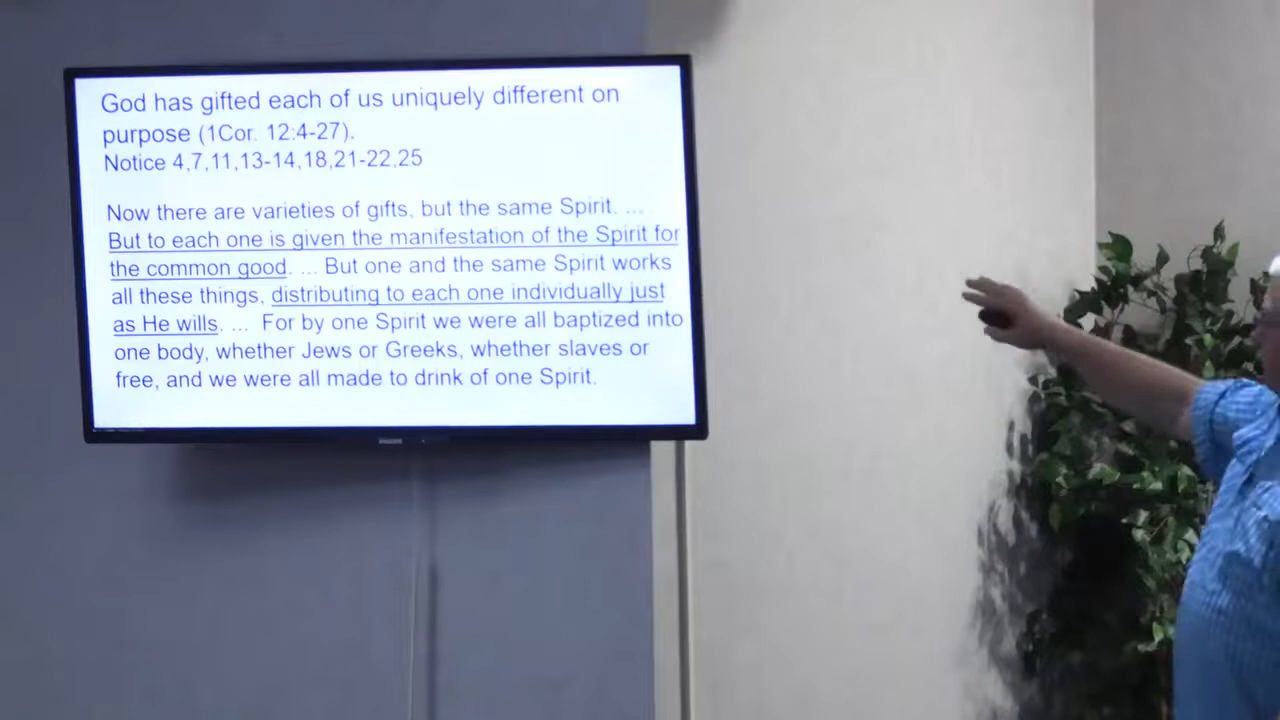 God has gifted each of us uniquely different on
purpose (1Cor. 12:4-27).
Notice 4,7,11,13-14,18,21-22,25
Now there are varieties of gifts, but the same Spirit. ...
But to each one is given the manifestation of the Spirit for
the common good. ... But one and the same Spirit works
all these things, distributing to each one individually just
as He wills. ... For by one Spirit we were all baptized into
one body, whether Jews or Greeks, whether slaves or
free, and we were all made to drink of one Spirit.